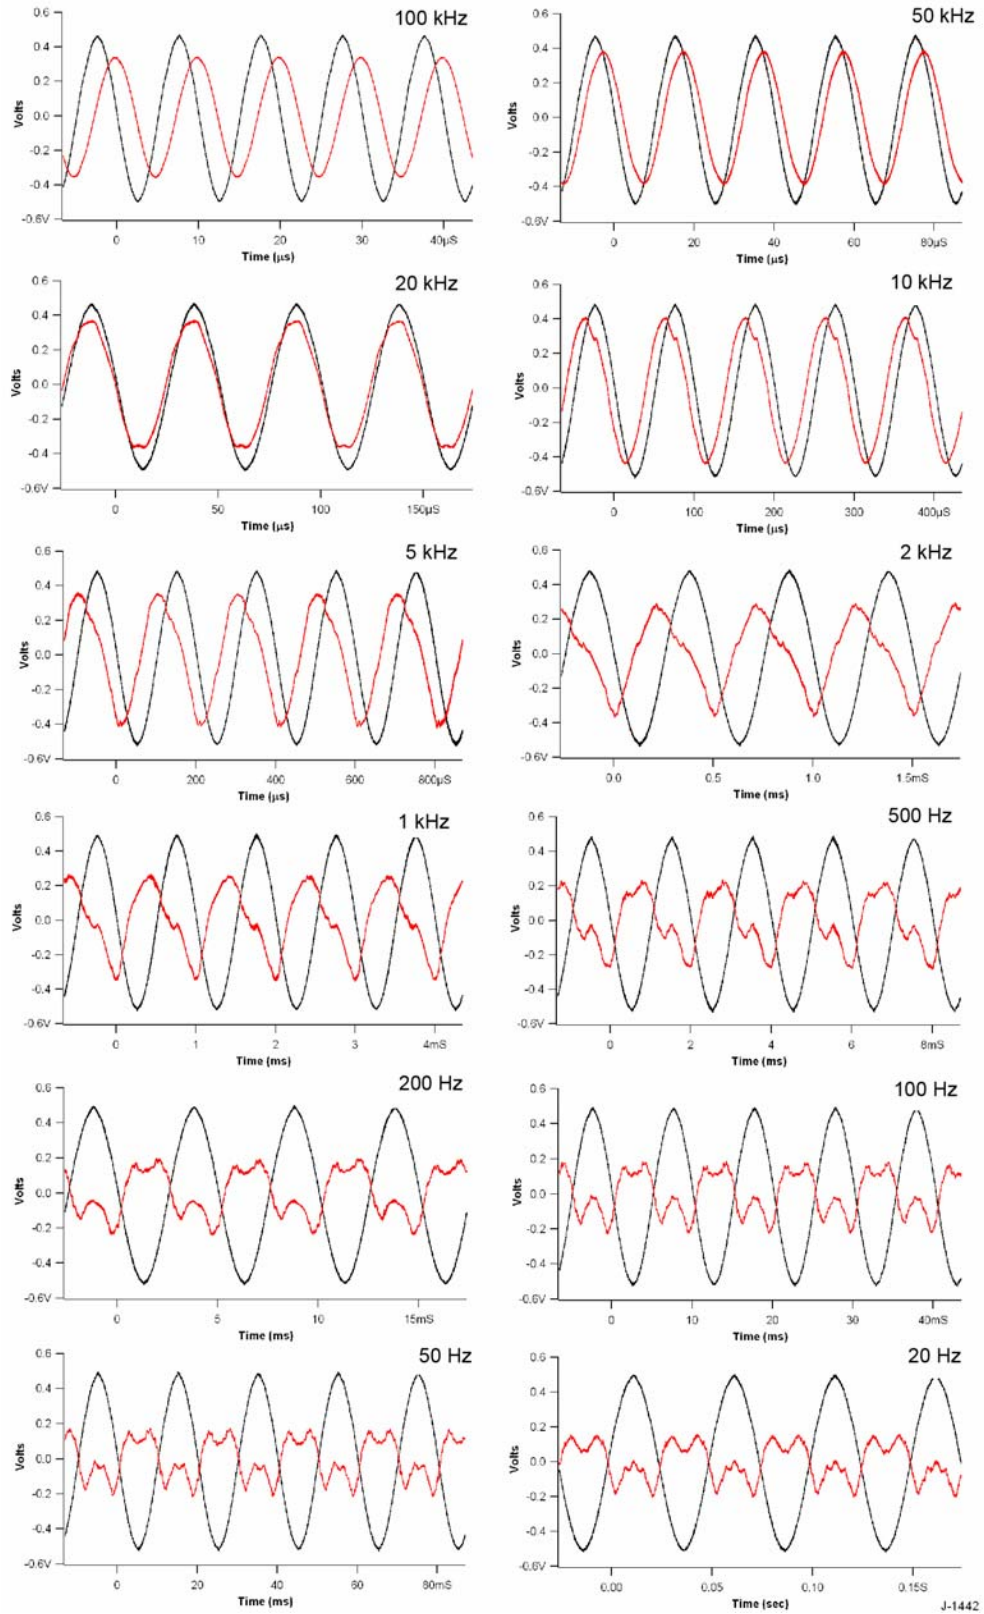 100 kHz
0.6
0.4
0.2
0.0
-0.2
-0.4
-0.6V
Volts
0 10 20 30 40µS
Time (µs)
50 kHz
0.6
0.4
0.2
0.0
-0.2
-0.4
-0.6V
Volts
0 20 40 60 80µS
Time (µs)
20 kHz
0.6
0.4
0.2
0.0
-0.2
-0.4
-0.6V
Volts
0 50 100 150µS
Time (µs)
10 kHz
0.6
0.4
0.2
0.0
-0.2
-0.4
-0.6V
Volts
0 100 200 300 400µS
Time (µs)
5 kHz
0.6
0.4
0.2
0.0
-0.2
-0.4
-0.6V
Volts
0 200 400 600 800µS
Time (µs)
2 kHz
0.6
0.4
0.2
0.0
-0.2
-0.4
-0.6V
Volts
0.0 0.5 1.0 1.5mS
Time (ms)
1 kHz
0.6
0.4
0.2
0.0
-0.2
-0.4
-0.6V
Volts
0 1 2 3 4mS
Time (ms)
500 Hz
0.6
0.4
0.2
0.0
-0.2
-0.4
-0.6V
Volts
0 2 4 6 8mS
Time (ms)
200 Hz
0.6
0.4
0.2
0.0
-0.2
-0.4
-0.6V
Volts
0 5 10 15mS
Time (ms)
100 Hz
0.6
0.4
0.2
0.0
-0.2
-0.4
-0.6V
Volts
0 10 20 30 40mS
Time (ms)
50 Hz
0.6
0.4
0.2
0.0
-0.2
-0.4
-0.6V
Volts
0 20 40 60 80mS
Time (ms)
20 Hz
0.6
0.4
0.2
0.0
-0.2
-0.4
-0.6V
Volts
0.00 0.05 0.10 0.15S
Time (sec)
J-1442